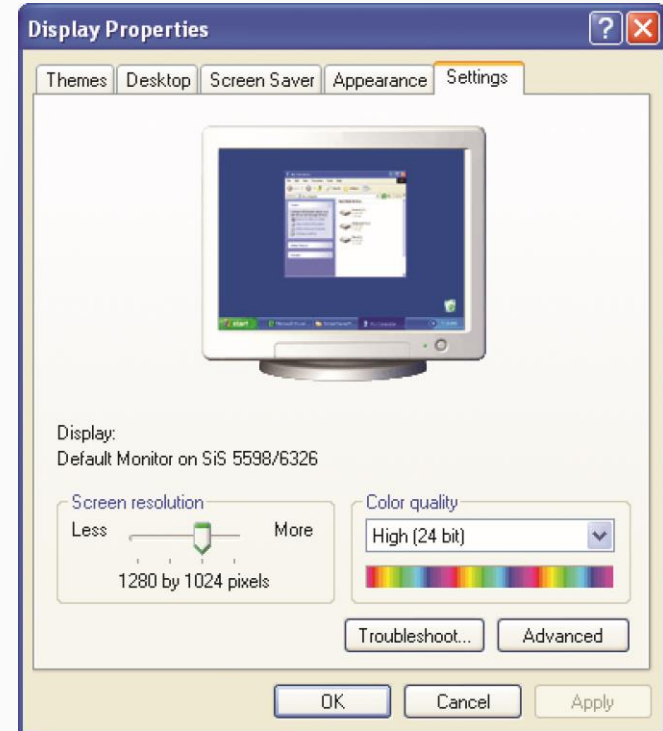 Display Properties
Themes Desktop Screen Saver Appearance Settings
start
Display:
Default Monitor on SiS 5598/6326
Screen resolution
Less More
1280 by 1024 pixels
Color quality
High (24 bit)
Troubleshoot... Advanced
OK Cancel Apply